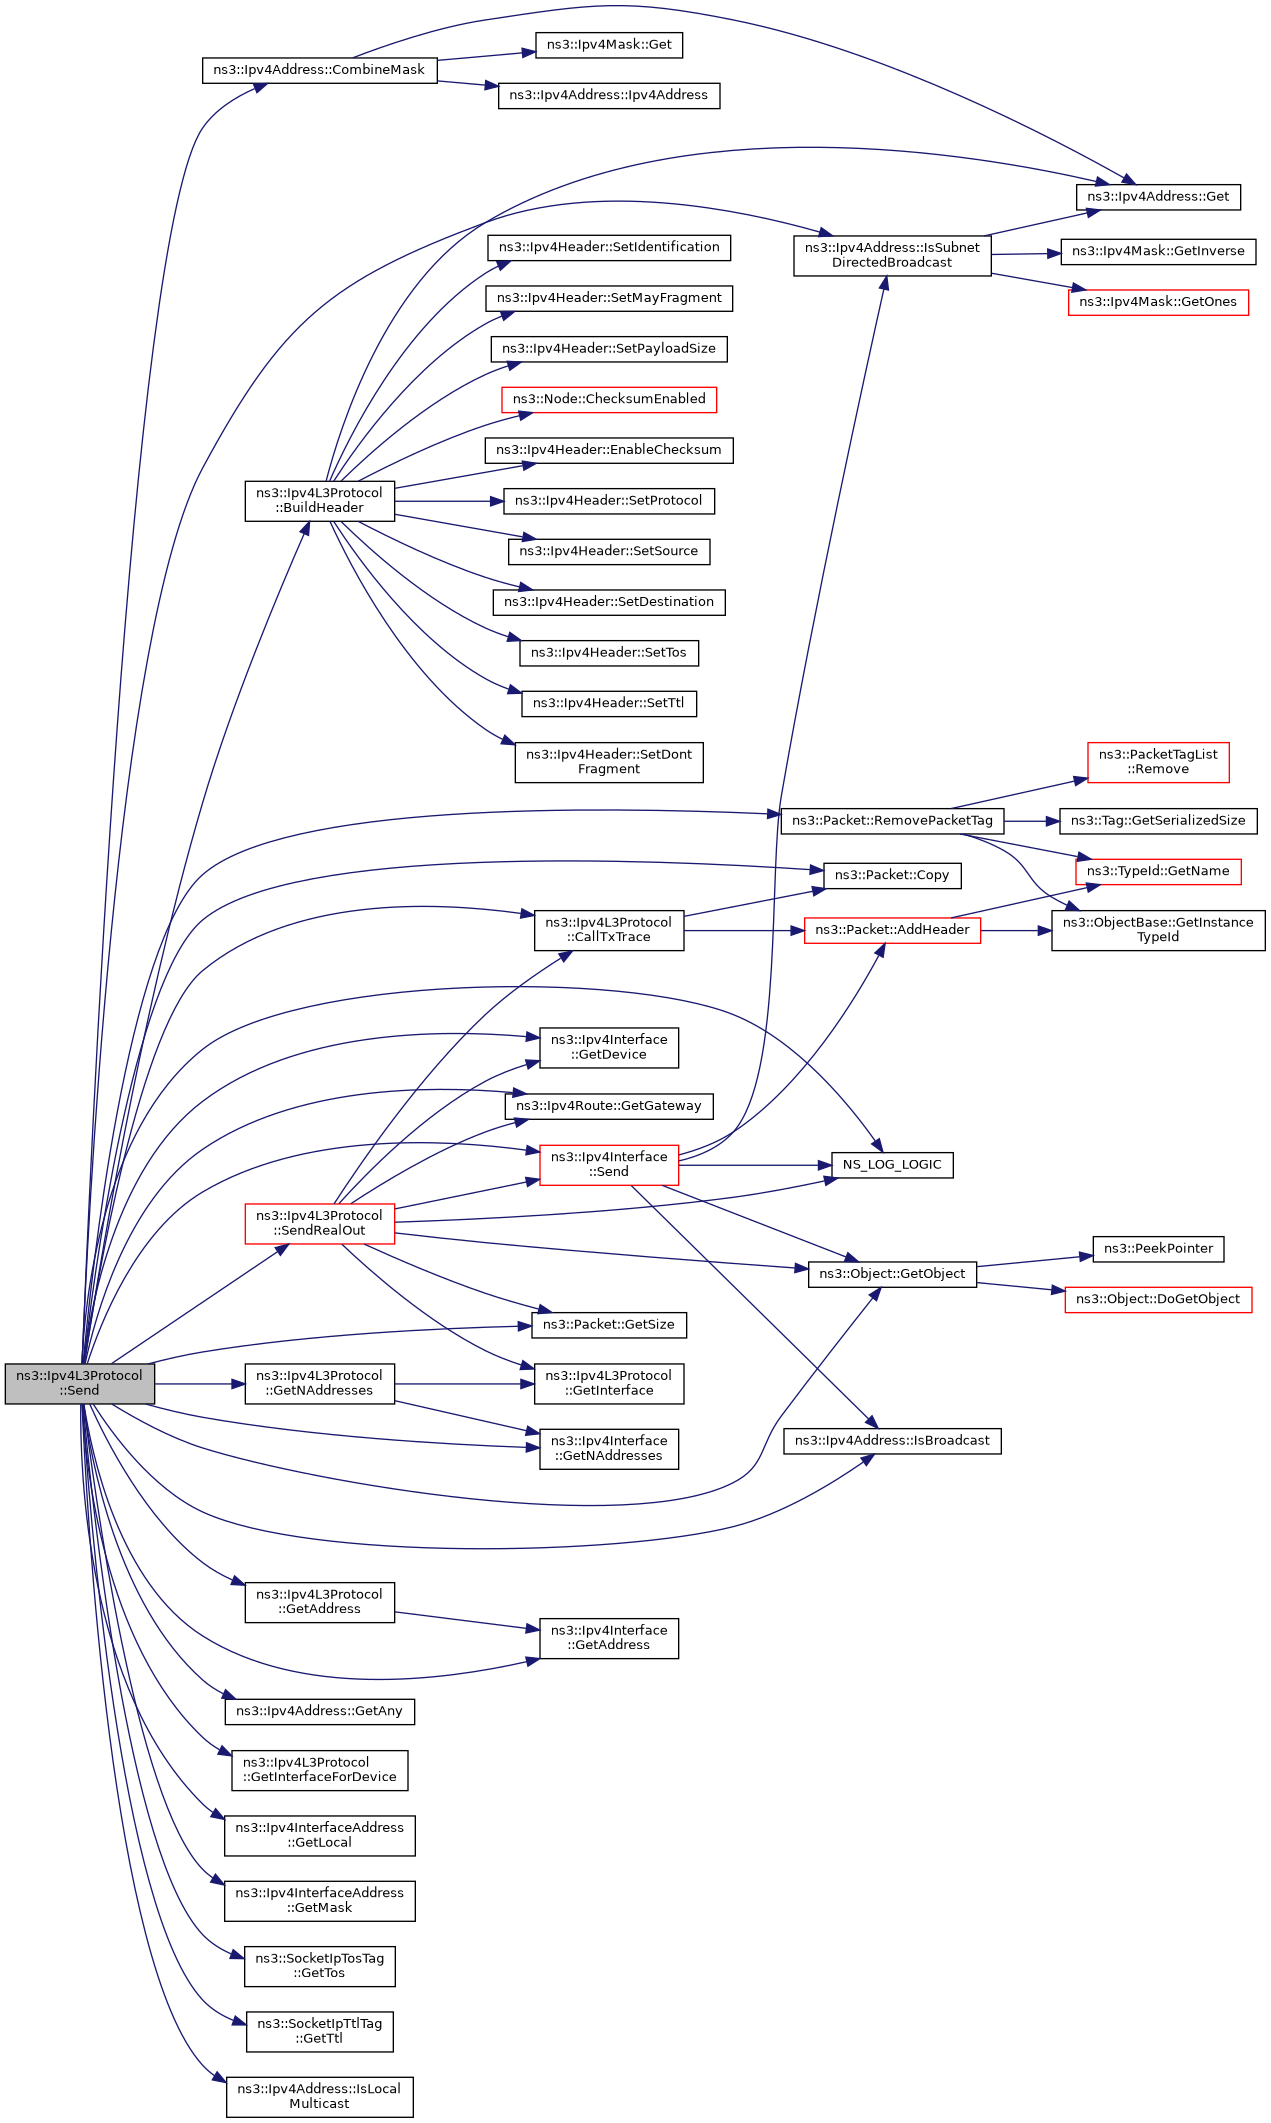 ns3::Ipv4Address::CombineMask
ns3::Ipv4Mask::Get
ns3::Ipv4Address::Ipv4Address
ns3::Ipv4Address::Get
ns3::Ipv4Address::IsSubnet
DirectedBroadcast
ns3::Ipv4Mask::GetInverse
ns3::Ipv4Mask::GetOnes
ns3::Ipv4Header::SetIdentification
ns3::Ipv4Header::SetMayFragment
ns3::Ipv4Header::SetPayloadSize
ns3::Node::ChecksumEnabled
ns3::Ipv4Header::EnableChecksum
ns3::Ipv4L3Protocol
::BuildHeader
ns3::Ipv4Header::SetProtocol
ns3::Ipv4Header::SetSource
ns3::Ipv4Header::SetDestination
ns3::Ipv4Header::SetTos
ns3::Ipv4Header::SetTtl
ns3::Ipv4Header::SetDont
Fragment
ns3::PacketTagList
::Remove
ns3::Packet::RemovePacketTag
ns3::Tag::GetSerializedSize
ns3::Packet::Copy
ns3::TypeId::GetName
ns3::Ipv4L3Protocol
::CallTxTrace
ns3::Packet::AddHeader
ns3::ObjectBase::GetInstance
TypeId
ns3::Ipv4Interface
::GetDevice
ns3::Ipv4Route::GetGateway
ns3::Ipv4Interface
::Send
NS_LOG_LOGIC
ns3::Ipv4L3Protocol
::SendRealOut
ns3::Object::GetObject
ns3::PeekPointer
ns3::Object::DoGetObject
ns3::Packet::GetSize
ns3::Ipv4L3Protocol
::Send
ns3::Ipv4L3Protocol
::GetNAddresses
ns3::Ipv4L3Protocol
::GetInterface
ns3::Ipv4Interface
::GetNAddresses
ns3::Ipv4Address::IsBroadcast
ns3::Ipv4L3Protocol
::GetAddress
ns3::Ipv4Interface
::GetAddress
ns3::Ipv4Address::GetAny
ns3::Ipv4L3Protocol
::GetInterfaceForDevice
ns3::Ipv4InterfaceAddress
::GetLocal
ns3::Ipv4InterfaceAddress
::GetMask
ns3::SocketIpTosTag
::GetTos
ns3::SocketIpTtlTag
::GetTtl
ns3::Ipv4Address::IsLocal
Multicast